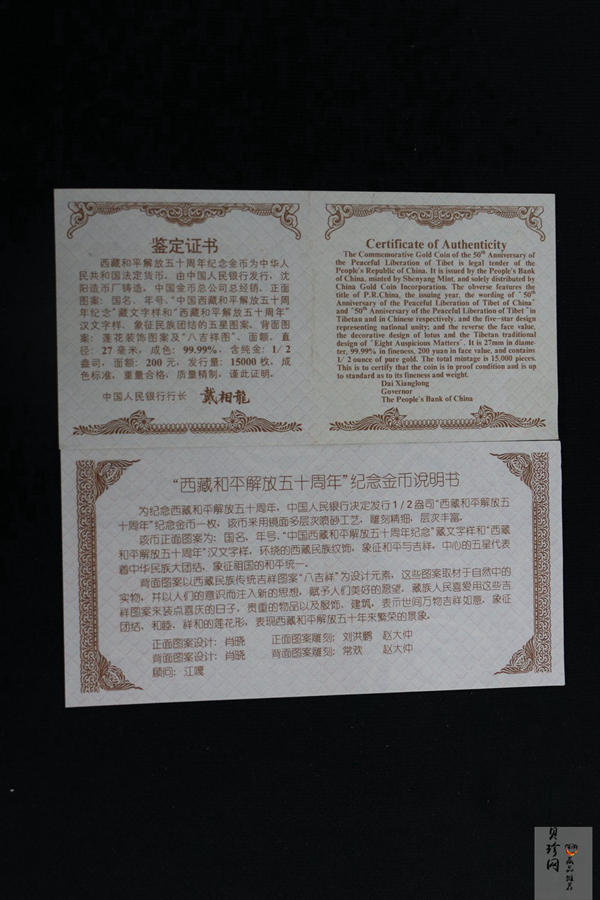 鉴定证书
西藏和平解放五十周年纪念金币为中华人
民共和国法定货币。由中国人民银行发行，沈
阳造币厂铸造，中国金币总公司总经销。正面
图案：国名、年号、“中国西藏和平解放五十
周年纪念”藏文字样和“西藏和平解放五十周年”
汉文字样，象征民族团结的五星图案。背面图
案：莲花装饰图案及“八吉祥图”、面额。直
径：27毫米，成色：99.99%，含纯金：1/2
盎司，面额：200元，发行量：15000枚，成
色标准，重量合格，质量精制，谨此证明。
中国人民银行行长 戴相龙
Certificate of Authenticity
The Commemorative Gold Coin of the 50th Anniversary of
the Peaceful Liberation of Tibet is legal tender of the
People's Republic of China. It is issued by the People's Bank
of China, minted by Shenyang Mint, and solely distributed by
China Gold Coin Incorporation. The obverse features the
title of P.R.China, the issuing year, the wording of "50th
Anniversary of the Peaceful Liberation of Tibet of China"
and "50th Anniversary of the Peaceful Liberation of Tibet" in
Tibetan and in Chinese respectively, and the five-star design
representing national unity; and the reverse the face value,
the decorative design of lotus and the Tibetan traditional
design of "Eight Auspicious Matters". It is 27mm in diame-
ter, 99.99% in fineness, 200 yuan in face value, and contains
1/ 2 ounce of pure gold. The total mintage is 15,000 pieces.
This is to certify that the coin is in proof condition and is up
to standard as to its fineness and weight.
Dai Xianglong
Governor
The People's Bank of China
“西藏和平解放五十周年”纪念金币说明书
为纪念西藏和平解放五十周年，中国人民银行决定发行1/2盎司“西藏和平解放五
十周年”纪念金币一枚，该币采用镜面多层次喷砂工艺，雕刻精细，层次丰富。
该币正面图案为：国名、年号、“中国西藏和平解放五十周年纪念”藏文字样和“西藏
和平解放五十周年”汉文字样，环绕的西藏民族纹饰，象征和平与吉祥，中心的五星代表
着中华民族大团结，象征祖国的和平统一。
背面图案以西藏民族传统吉祥图案“八吉祥”为设计元素，这些图案取材于自然中的
实物，并以人们的意识而注入新的思想，赋予人们美好的愿望，藏族人民喜爱用这些吉
祥图案来装点喜庆的日子，贵重的物品以及服饰、建筑，表示世间万物吉祥如意，象征
团结、和睦，祥和的莲花形，表现西藏和平解放五十年来繁荣的景象。
正面图案设计：肖晓 正面图案雕刻：刘洪鹏 赵大仲
背面图案设计：肖晓 背面图案雕刻：常欢 赵大仲
顾问：江嘎
贝
珍
网
藏品推荐